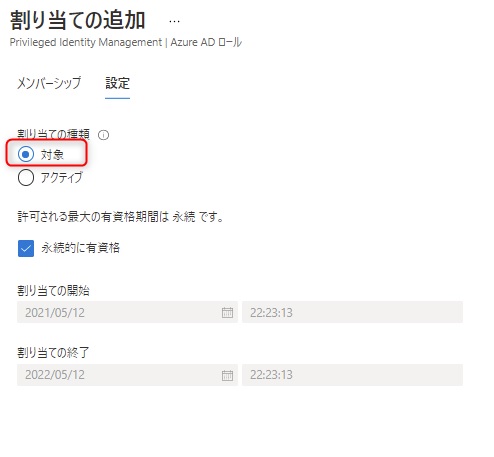 割り当ての追加 ...
Privileged Identity Management | Azure AD ロール
メンバーシップ 設定
割り当ての種類
対象
アクティブ
許可される最大の有資格期間は 永続 です。
永続的に有資格
割り当ての開始
2021/05/12 22:23:13
割り当ての終了
2022/05/12 22:23:13